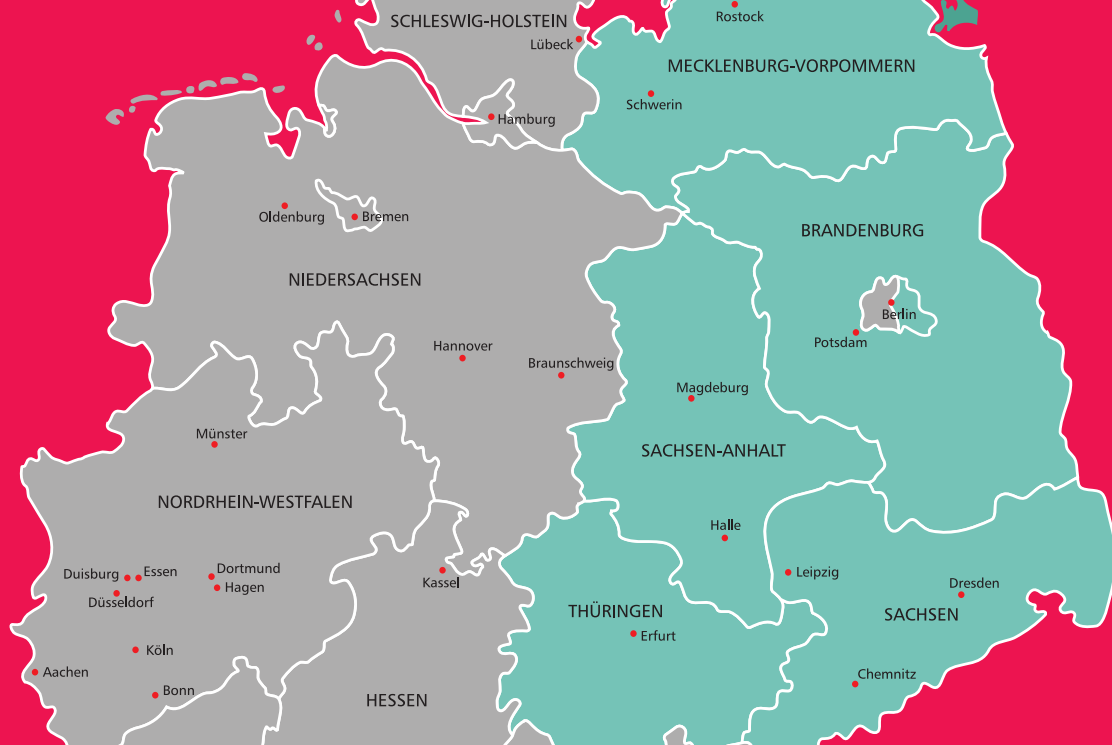 Rostock
SCHLESWIG-HOLSTEIN
Lübeck
MECKLENBURG-VORPOMMERN
Schwerin
Hamburg
Oldenburg
Bremen
BRANDENBURG
NIEDERSACHSEN
Berlin
Potsdam
Hannover
Braunschweig
Magdeburg
Münster
SACHSEN-ANHALT
NORDRHEIN-WESTFALEN
Halle
Duisburg
Essen
Dortmund
Hagen
Kassel
Leipzig
Dresden
Düsseldorf
THÜRINGEN
SACHSEN
Erfurt
Köln
Aachen
Chemnitz
Bonn
HESSEN